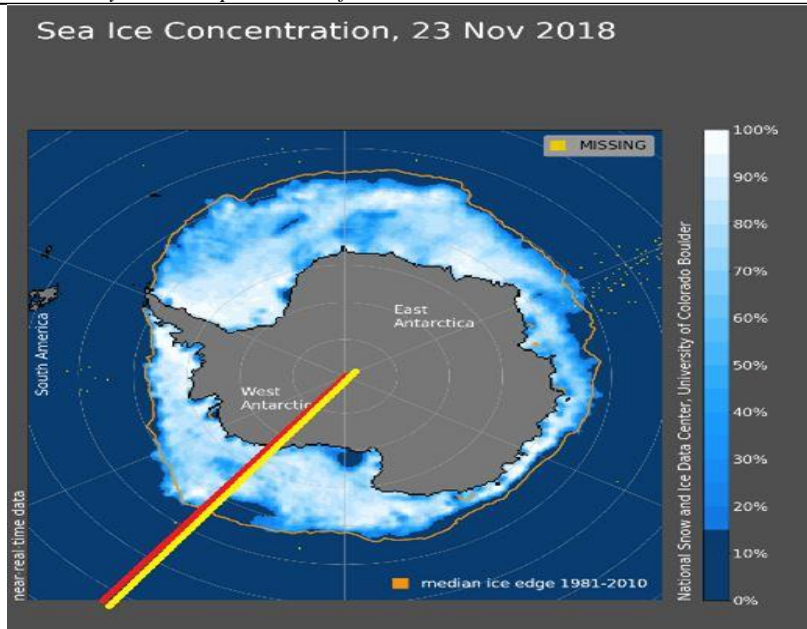 Sea Ice Concentration, 23 Nov 2018
MISSING
100%
90%
80%
70%
60%
50%
40%
30%
20%
10%
0%
National Snow and Ice Data Center, University of Colorado Boulder
South America
East
Antarctica
West
Antarctic
near-real-time data
median ice edge 1981-2010